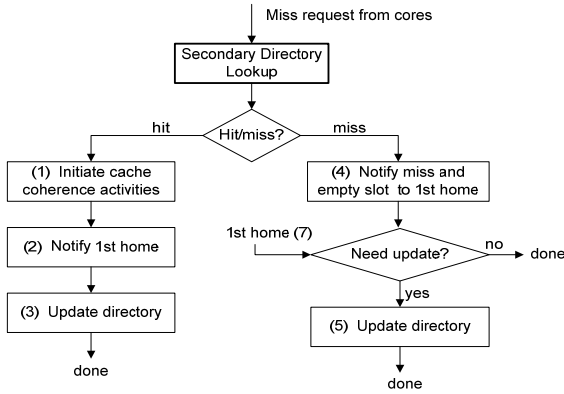 Miss request from cores
Secondary Directory
Lookup
Hit/miss?
hit
miss
(1) Initiate cache
coherence activities
(2) Notify 1st home
(3) Update directory
done
(4) Notify miss and
empty slot to 1st home
1st home (7)
Need update?
no
done
yes
(5) Update directory
done